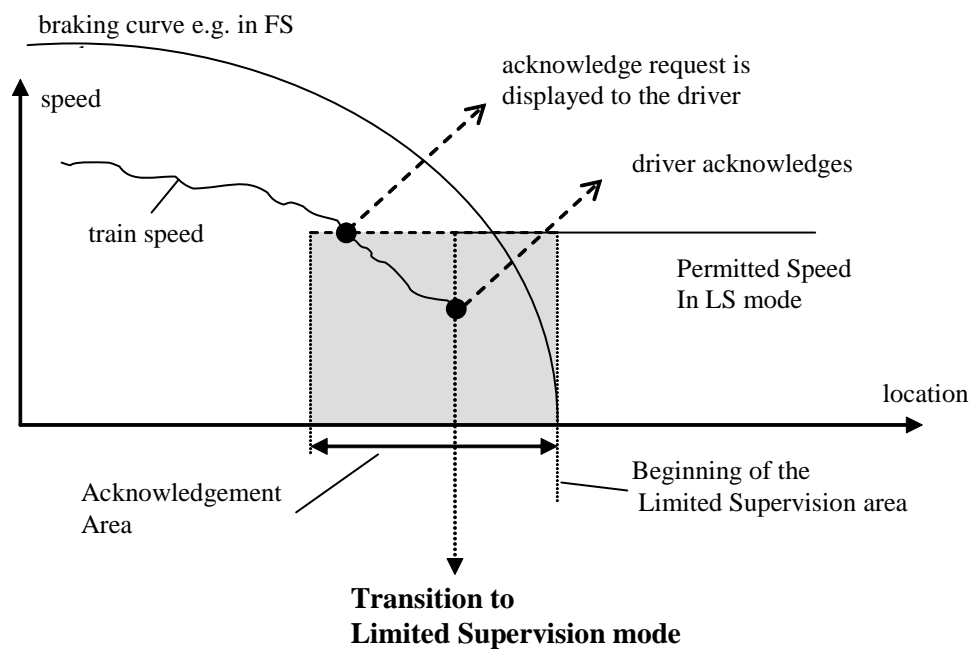 braking curve e.g. in FS
speed
acknowledge request is
displayed to the driver
driver acknowledges
train speed
Permitted Speed
In LS mode
location
Acknowledgement
Area
Beginning of the
Limited Supervision area
Transition to
Limited Supervision mode